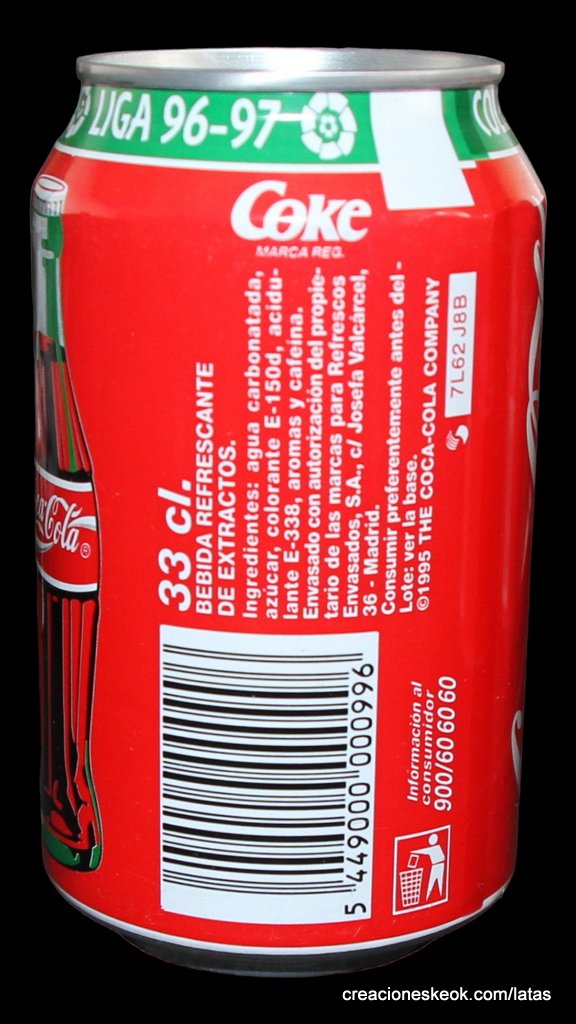 LIGA 96-97
Coke
MARCA REG.
33 cl.
BEBIDA REFRESCANTE
DE EXTRACTOS.
Ingredientes: agua carbonatada,
azúcar, colorante E-150d, acidu-
lante E-338, aromas y cafeína.
Envasado con autorización del propie-
tario de las marcas para Refrescos
Envasados, S.A., c/ Josefa Valcárcel,
36 - Madrid.
Consumir preferentemente antes del -
Lote: ver la base.
©1995 THE COCA-COLA COMPANY
7L62 J8B
Coca-Cola
5 449000 000996
Información al
consumidor
900/60 60 60
creacioneskeok.com/latas